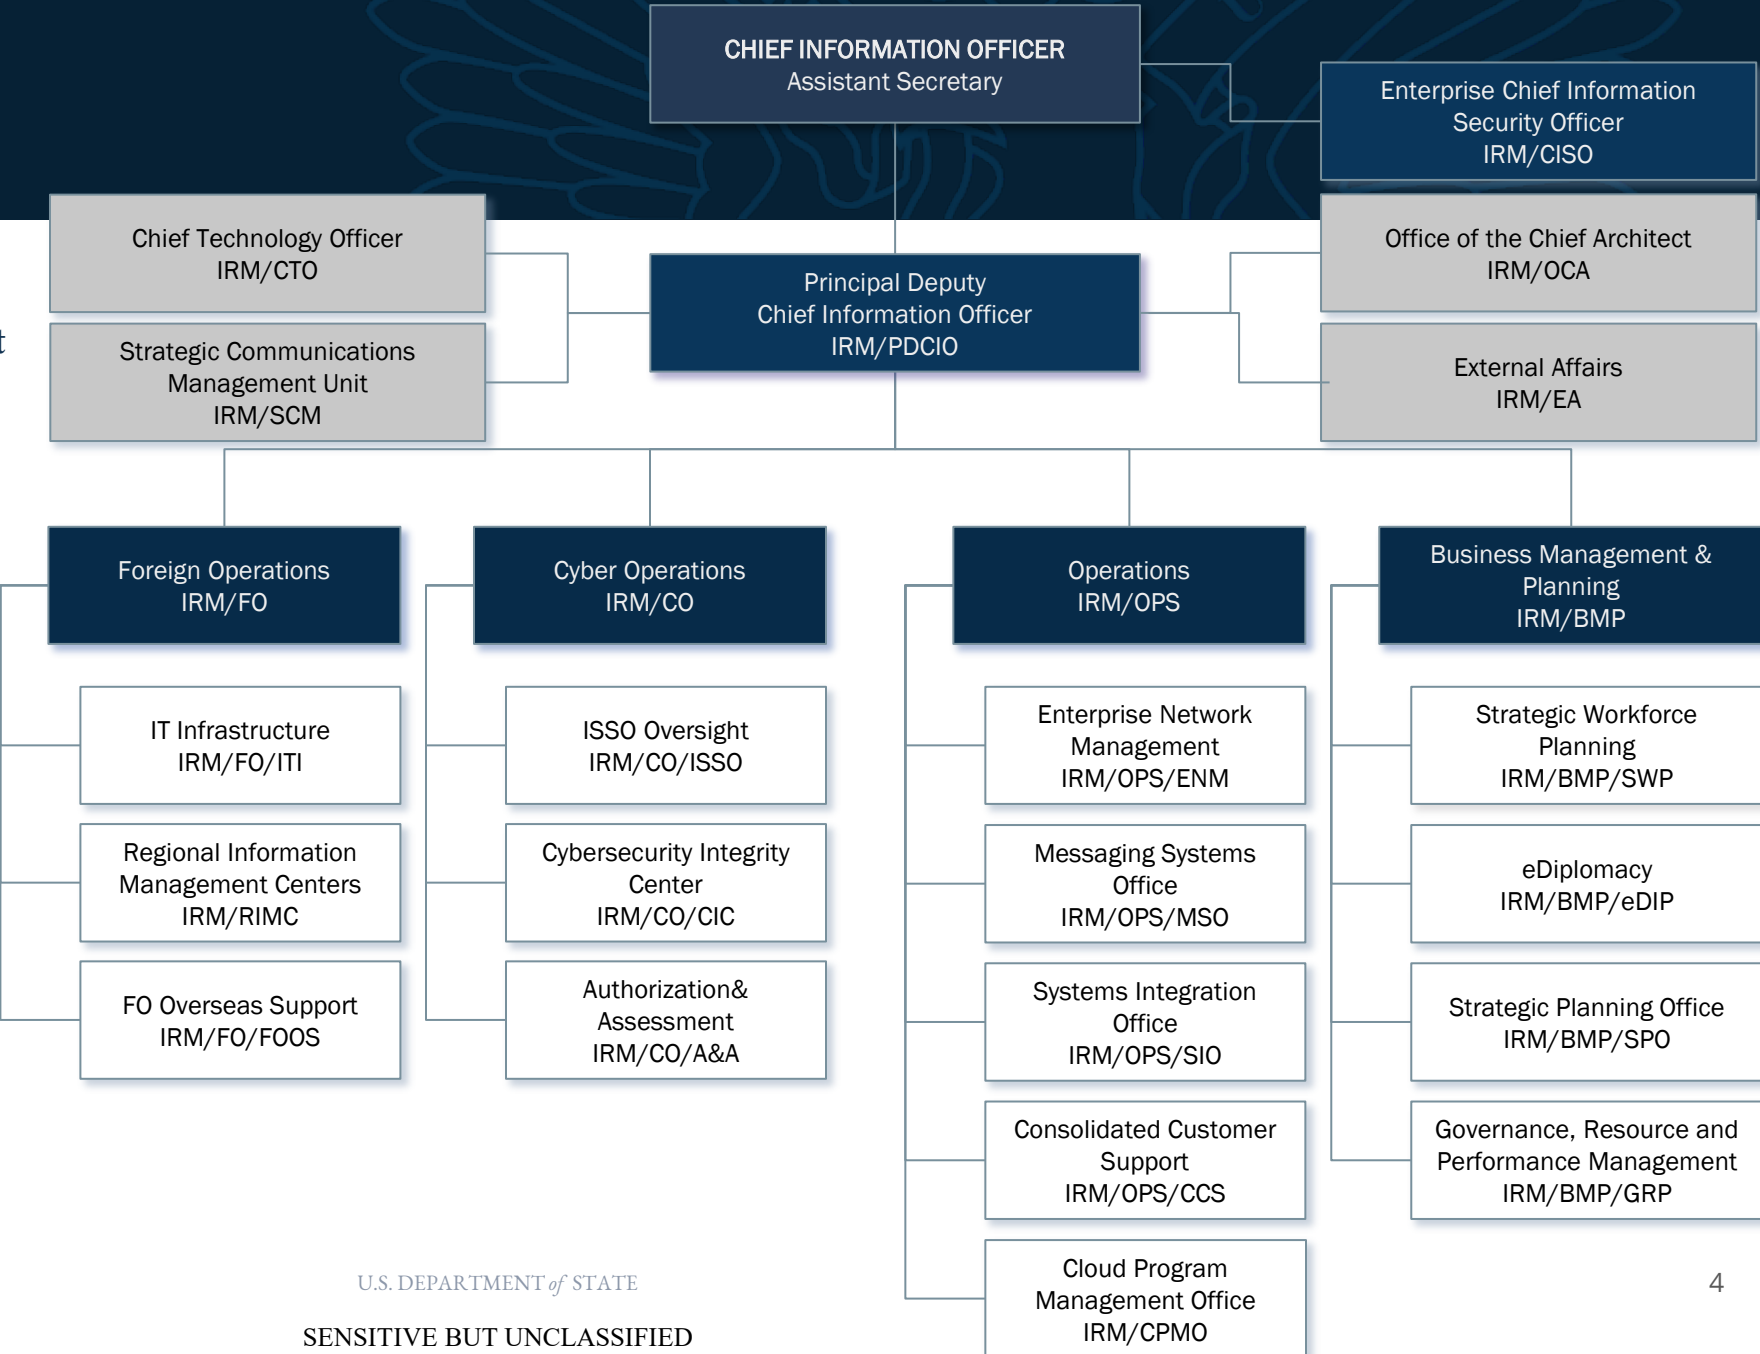 CHIEF INFORMATION OFFICER
Assistant Secretary
Enterprise Chief Information
Security Officer
IRM/CISO
Chief Technology Officer
IRM/CTO
Office of the Chief Architect
IRM/OCA
Principal Deputy
Chief Information Officer
IRM/PDCIO
t
Strategic Communications
Management Unit
IRM/SCM
External Affairs
IRM/EA
Foreign Operations
IRM/FO
Cyber Operations
IRM/CO
Operations
IRM/OPS
Business Management &
Planning
IRM/BMP
IT Infrastructure
IRM/FO/ITI
Regional Information
Management Centers
IRM/RIMC
FO Overseas Support
IRM/FO/FOOS
ISSO Oversight
IRM/CO/ISSO
Cybersecurity Integrity
Center
IRM/CO/CIC
Authorization&
Assessment
IRM/CO/A&A
Enterprise Network
Management
IRM/OPS/ENM
Messaging Systems
Office
IRM/OPS/MSO
Systems Integration
Office
IRM/OPS/SIO
Consolidated Customer
Support
IRM/OPS/CCS
Cloud Program
Management Office
IRM/CPMO
Strategic Workforce
Planning
IRM/BMP/SWP
eDiplomacy
IRM/BMP/eDIP
Strategic Planning Office
IRM/BMP/SPO
Governance, Resource and
Performance Management
IRM/BMP/GRP
U.S. DEPARTMENT of STATE
4
SENSITIVE BUT UNCLASSIFIED